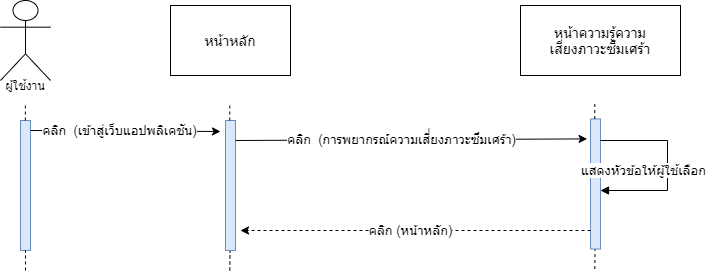 หน้าหลัก
หน้าความรู้ความ
เสี่ยงภาวะซึมเศร้า
ผู้ใช้งาน
คลิก (เข้าสู่เว็บแอปพลิเคชัน)
คลิก (การพยากรณ์ความเสี่ยงภาวะซึมเศร้า)
แสดงหัวข้อให้ผู้ใช้เลือก
คลิก (หน้าหลัก)